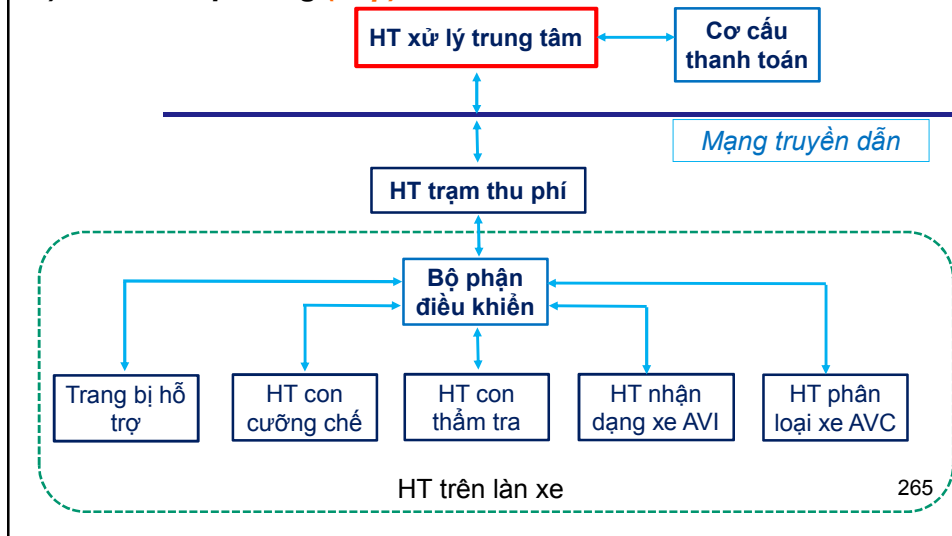 HT xử lý trung tâm
Cơ cấu
thanh toán
Mạng truyền dẫn
HT trạm thu phí
Bộ phận
điều khiển
Trang bị hỗ
trợ
HT con
cưỡng chế
HT con
thẩm tra
HT nhận
dạng xe AVI
HT phân
loại xe AVC
HT trên làn xe
265